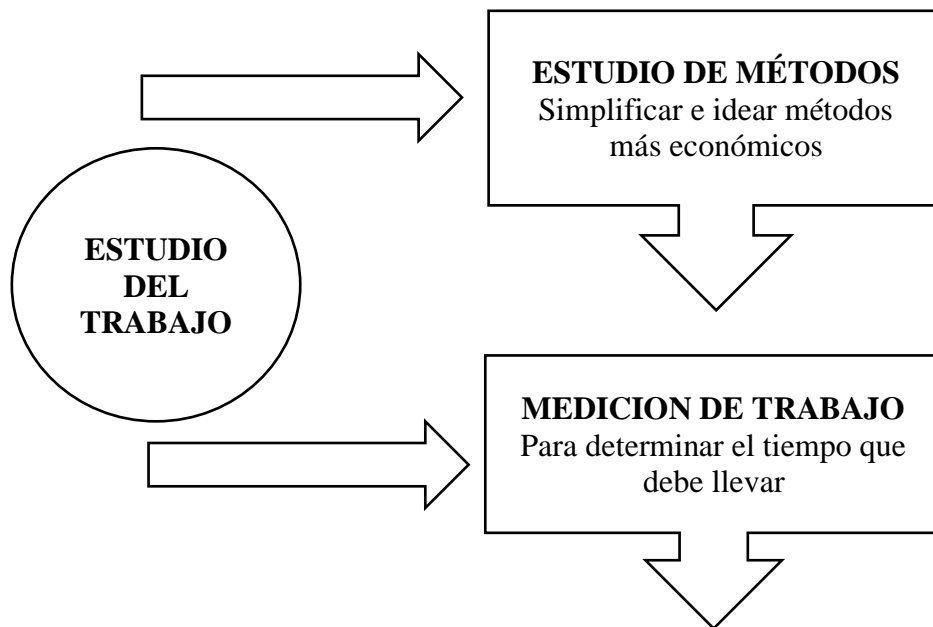 ESTUDIO DE MÉTODOS
Simplificar e idear métodos
más económicos
ESTUDIO
DEL
TRABAJO
MEDICION DE TRABAJO
Para determinar el tiempo que
debe llevar